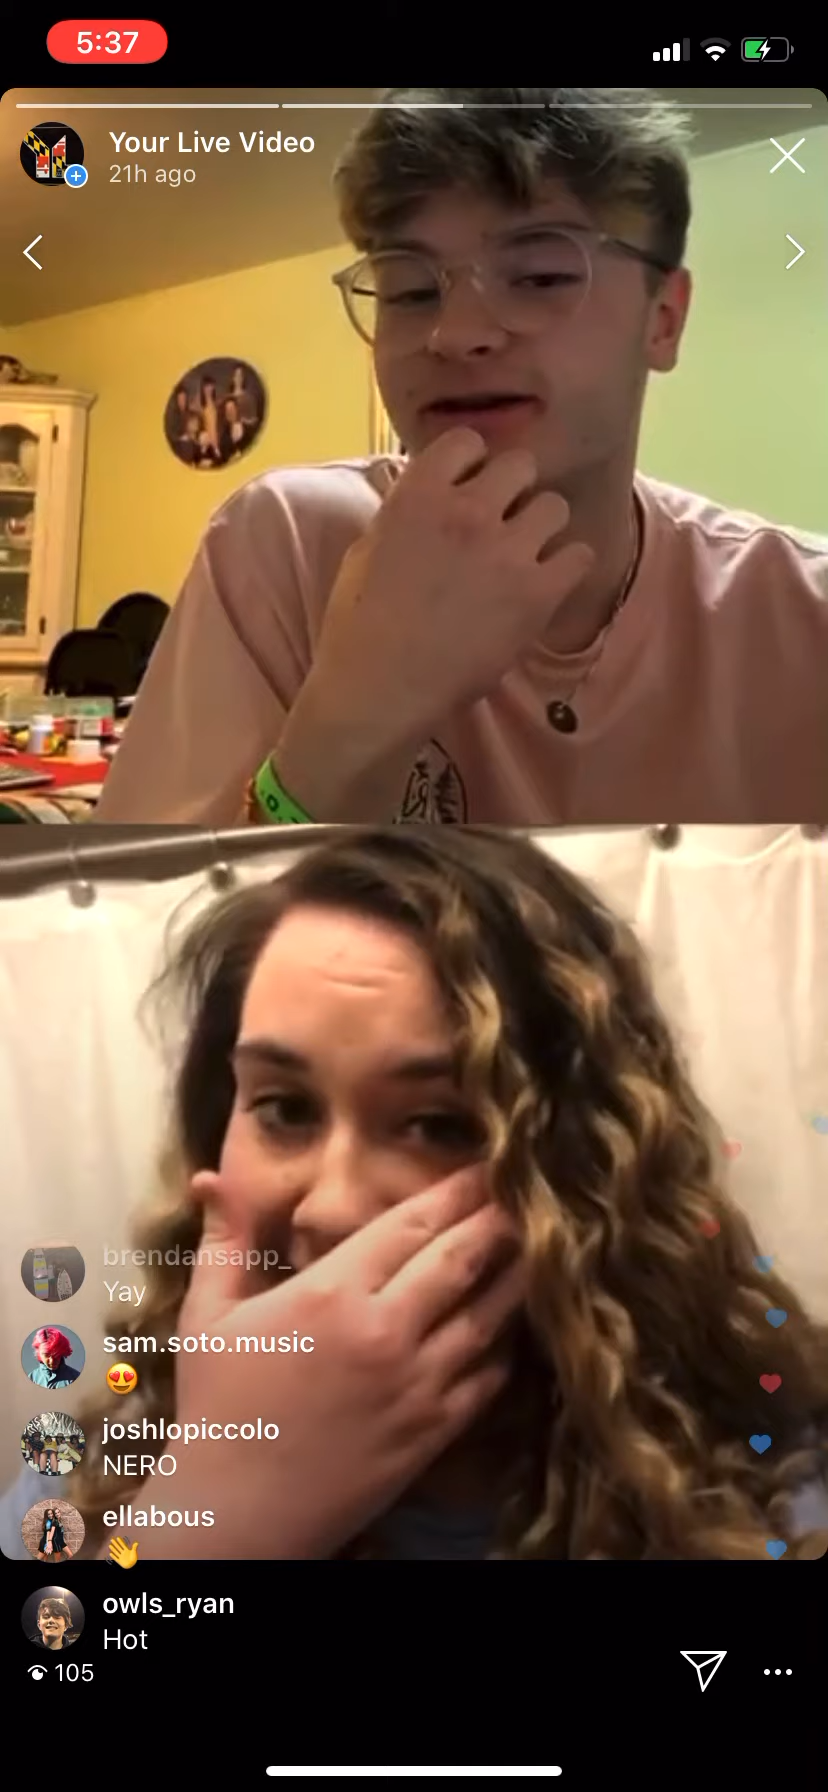 5:37
Your Live Video
21h ago
brendansapp_
Yay
sam.soto.music
😍
joshlopiccolo
NERO
ellabous
👋
owls_ryan
Hot
105